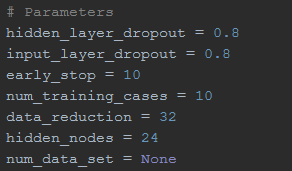 # Parameters
hidden_layer_dropout = 0.8
input_layer_dropout = 0.8
early_stop = 10
num_training_cases = 10
data_reduction = 32
hidden_nodes = 24
num_data_set = None